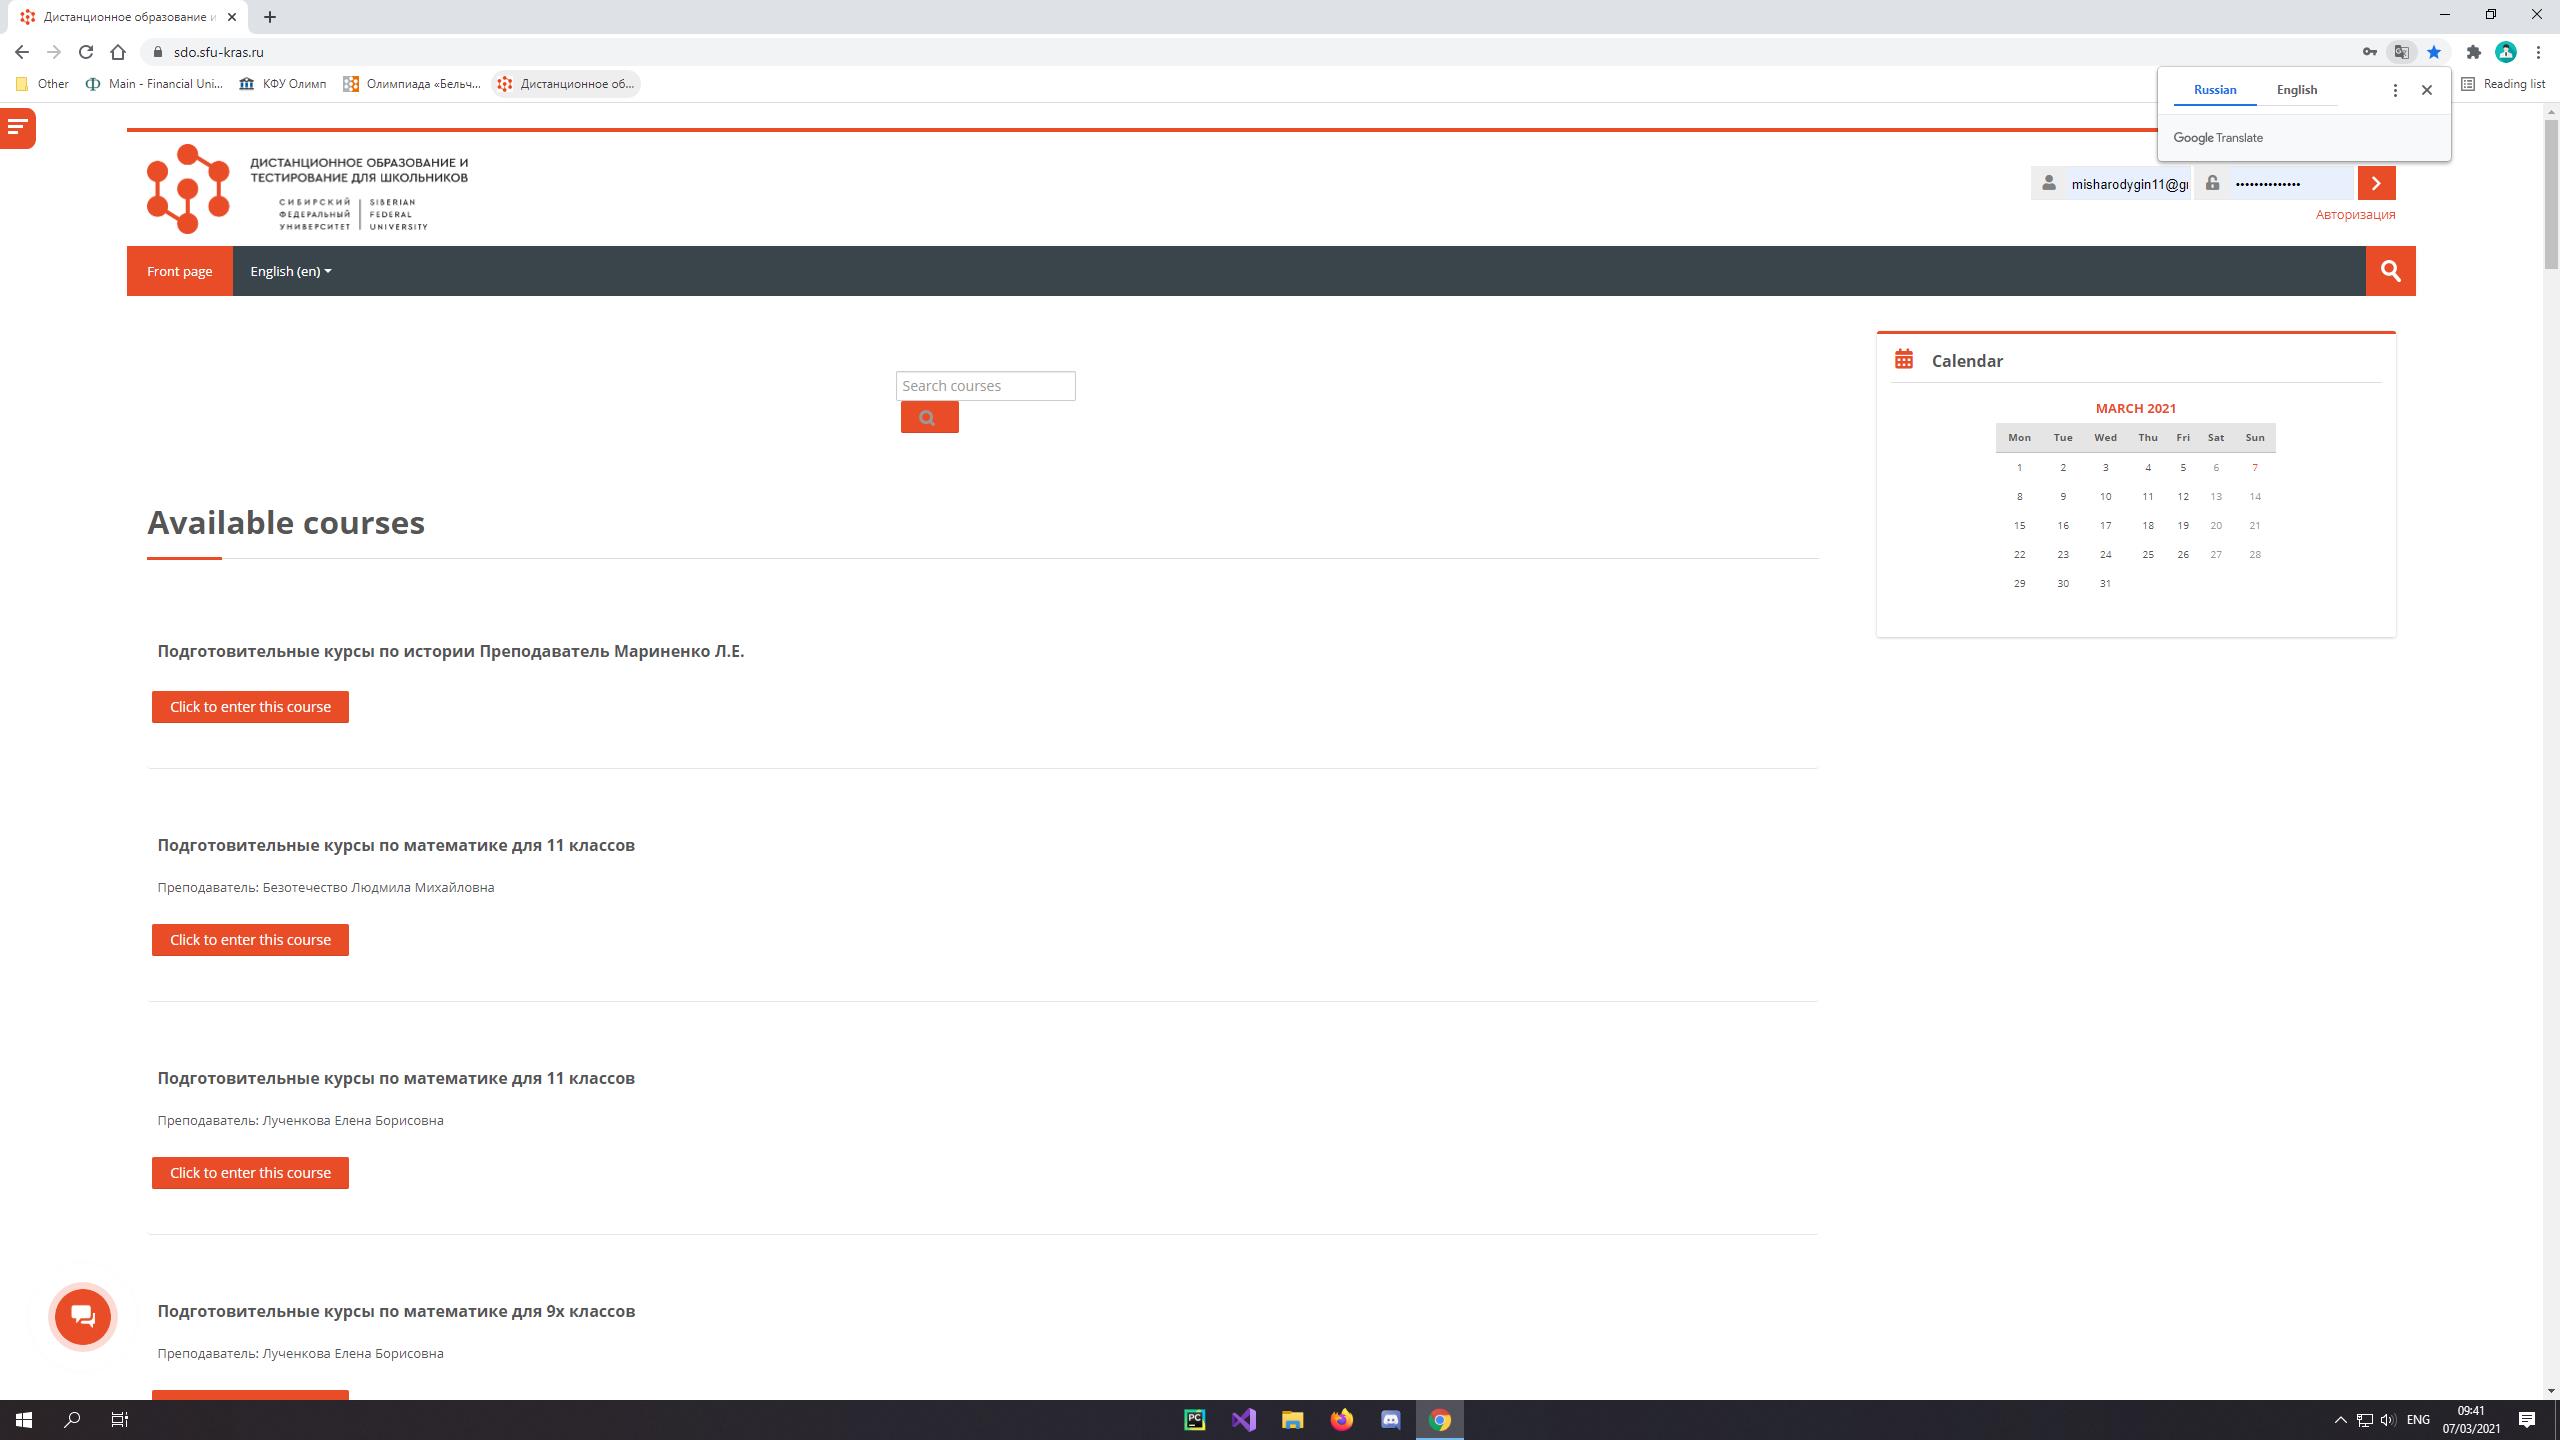 Дистанционное образование и
sdo.sfu-kras.ru
Other
Main - Financial Uni...
КФУ Олимп
Олимпиада «Бельч...
Дистанционное об...
Reading list
Russian
English
Google Translate
ДИСТАНЦИОННОЕ ОБРАЗОВАНИЕ И
ТЕСТИРОВАНИЕ ДЛЯ ШКОЛЬНИКОВ
СИБИРСКИЙ
ФЕДЕРАЛЬНЫЙ
УНИВЕРСИТЕТ
SIBERIAN
FEDERAL
UNIVERSITY
misharodygin11@g
Авторизация
Front page
English (en)
Search courses
Calendar
MARCH 2021
Mon Tue Wed Thu Fri Sat Sun
1 2 3 4 5 6 7
8 9 10 11 12 13 14
15 16 17 18 19 20 21
22 23 24 25 26 27 28
29 30 31
Available courses
Подготовительные курсы по истории Преподаватель Мариненко Л.Е.
Click to enter this course
Подготовительные курсы по математике для 11 классов
Преподаватель: Безотечество Людмила Михайловна
Click to enter this course
Подготовительные курсы по математике для 11 классов
Преподаватель: Лученкова Елена Борисовна
Click to enter this course
Подготовительные курсы по математике для 9х классов
Преподаватель: Лученкова Елена Борисовна
PC
ENG
09:41
07/03/2021